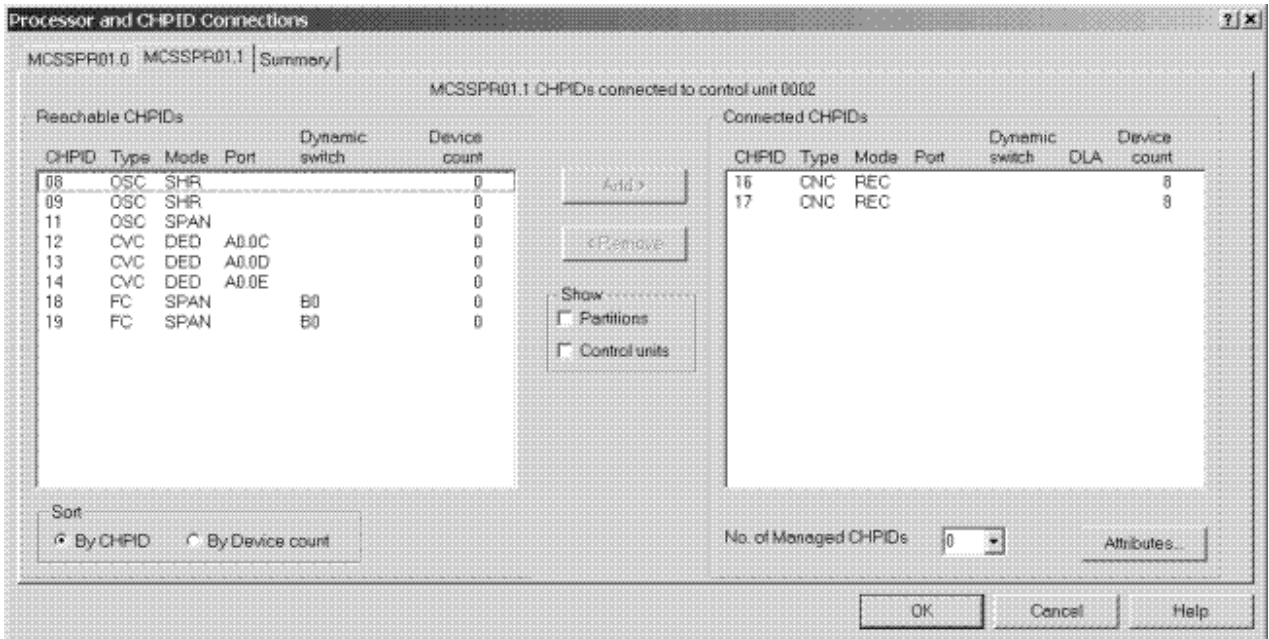 Processor and CHPID Connections
MCSSPR01.0 MCSSPR01.1 Summary
MCSSPR01.1 CHPIDs connected to control unit 0002
Reachable CHPIDs
CHPID Type Mode Port Dynamic switch Device count
08 OSC SHR 0
09 OSC SHR 0
11 OSC SPAN 0
12 CVC DED A0.0C 0
13 CVC DED A0.0D 0
14 CVC DED A0.0E 0
18 FC SPAN B0 0
19 FC SPAN B0 0
Sort
By CHPID By Device count
Add >
< Remove
Show
Partitions
Control units
Connected CHPIDs
CHPID Type Mode Port Dynamic switch DLA Device count
16 CNC REC 8
17 CNC REC 8
No. of Managed CHPIDs 0
Attributes...
OK Cancel Help